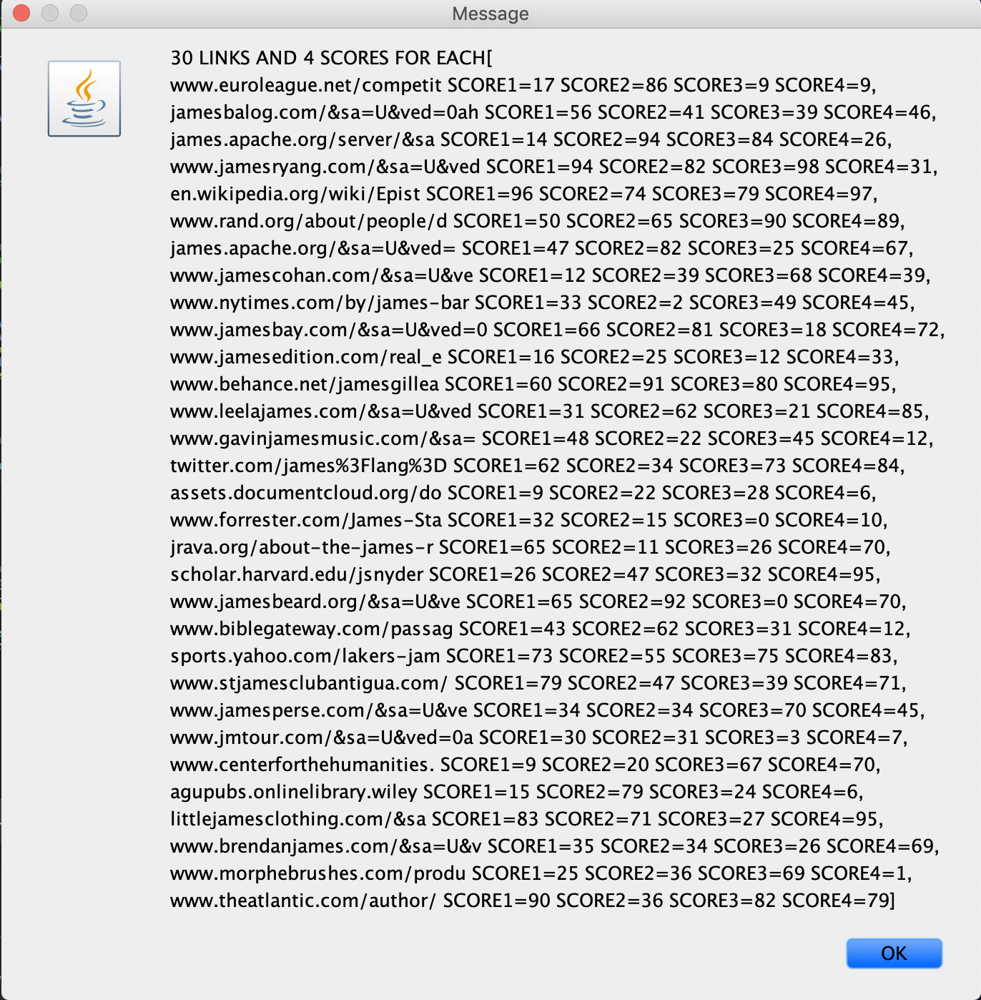 Message
30 LINKS AND 4 SCORES FOR EACH[
www.euroleague.net/competit SCORE1=17 SCORE2=86 SCORE3=9 SCORE4=9,
jamesbalog.com/&sa=U&ved=0ah SCORE1=56 SCORE2=41 SCORE3=39 SCORE4=46,
james.apache.org/server/&sa SCORE1=14 SCORE2=94 SCORE3=84 SCORE4=26,
www.jamesryang.com/&sa=U&ved SCORE1=94 SCORE2=82 SCORE3=98 SCORE4=31,
en.wikipedia.org/wiki/Epist SCORE1=96 SCORE2=74 SCORE3=79 SCORE4=97,
www.rand.org/about/people/d SCORE1=50 SCORE2=65 SCORE3=90 SCORE4=89,
james.apache.org/&sa=U&ved= SCORE1=47 SCORE2=82 SCORE3=25 SCORE4=67,
www.jamescohan.com/&sa=U&ve SCORE1=12 SCORE2=39 SCORE3=68 SCORE4=39,
www.nytimes.com/by/james-bar SCORE1=33 SCORE2=2 SCORE3=49 SCORE4=45,
www.jamesbay.com/&sa=U&ved=0 SCORE1=66 SCORE2=81 SCORE3=18 SCORE4=72,
www.jamesedition.com/real_e SCORE1=16 SCORE2=25 SCORE3=12 SCORE4=33,
www.behance.net/jamesgillea SCORE1=60 SCORE2=91 SCORE3=80 SCORE4=95,
www.leelajames.com/&sa=U&ved SCORE1=31 SCORE2=62 SCORE3=21 SCORE4=85,
www.gavinjamesmusic.com/&sa= SCORE1=48 SCORE2=22 SCORE3=45 SCORE4=12,
twitter.com/james%3Flang%3D SCORE1=62 SCORE2=34 SCORE3=73 SCORE4=84,
assets.documentcloud.org/do SCORE1=9 SCORE2=22 SCORE3=28 SCORE4=6,
www.forrester.com/James-Sta SCORE1=32 SCORE2=15 SCORE3=0 SCORE4=10,
jrava.org/about-the-james-r SCORE1=65 SCORE2=11 SCORE3=26 SCORE4=70,
scholar.harvard.edu/jsnyder SCORE1=26 SCORE2=47 SCORE3=32 SCORE4=95,
www.jamesbeard.org/&sa=U&ve SCORE1=65 SCORE2=92 SCORE3=0 SCORE4=70,
www.biblegateway.com/passag SCORE1=43 SCORE2=62 SCORE3=31 SCORE4=12,
sports.yahoo.com/lakers-jam SCORE1=73 SCORE2=55 SCORE3=75 SCORE4=83,
www.stjamesclubantigua.com/ SCORE1=79 SCORE2=47 SCORE3=39 SCORE4=71,
www.jamesperse.com/&sa=U&ve SCORE1=34 SCORE2=34 SCORE3=70 SCORE4=45,
www.jmtour.com/&sa=U&ved=0a SCORE1=30 SCORE2=31 SCORE3=3 SCORE4=7,
www.centerforthehumanities. SCORE1=9 SCORE2=20 SCORE3=67 SCORE4=70,
agupubs.onlinelibrary.wiley SCORE1=15 SCORE2=79 SCORE3=24 SCORE4=6,
littlejamesclothing.com/&sa SCORE1=83 SCORE2=71 SCORE3=27 SCORE4=95,
www.brendanjames.com/&sa=U&v SCORE1=35 SCORE2=34 SCORE3=26 SCORE4=69,
www.morphebrushes.com/produ SCORE1=25 SCORE2=36 SCORE3=69 SCORE4=1,
www.theatlantic.com/author/ SCORE1=90 SCORE2=36 SCORE3=82 SCORE4=79]
OK